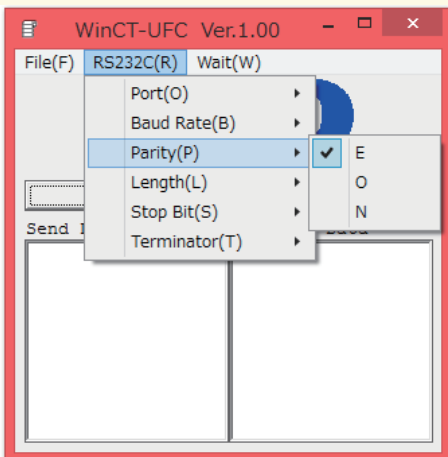 WinCT-UFC Ver.1.00
File(F) RS232C(R) Wait(W)
Port(O)
Baud Rate(B)
Parity(P)
E
Length(L)
O
Stop Bit(S)
N
Terminator(T)
Send